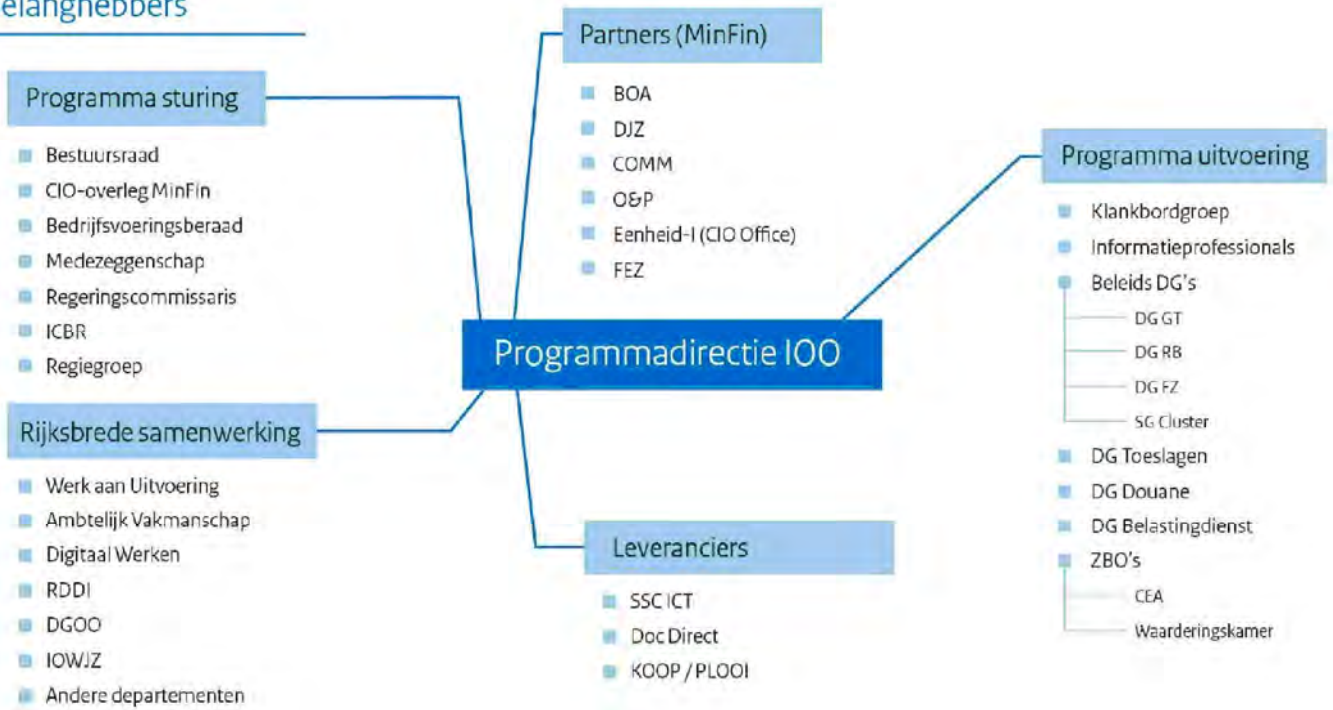 elanghebbers
Programma sturing
Bestuursraad
CIO-overleg MinFin
Bedrijfsvoeringsberaad
Medezeggenschap
Regeringscommissaris
ICBR
Regiegroep
Rijksbrede samenwerking
Werk aan Uitvoering
Ambtelijk Vakmanschap
Digitaal Werken
RDDI
DGOO
IOWJZ
Andere departementen
Partners (MinFin)
BOA
DJZ
COMM
O&P
Eenheid-I (CIO Office)
FEZ
Programmadirectie IOO
Leveranciers
SSC ICT
Doc Direct
KOOP / PLOOI
Programma uitvoering
Klankbordgroep
Informatieprofessionals
Beleids DG's
DG GT
DG RB
DG FZ
SG Cluster
DG Toeslagen
DG Douane
DG Belastingdienst
ZBO's
CEA
Waarderingskamer